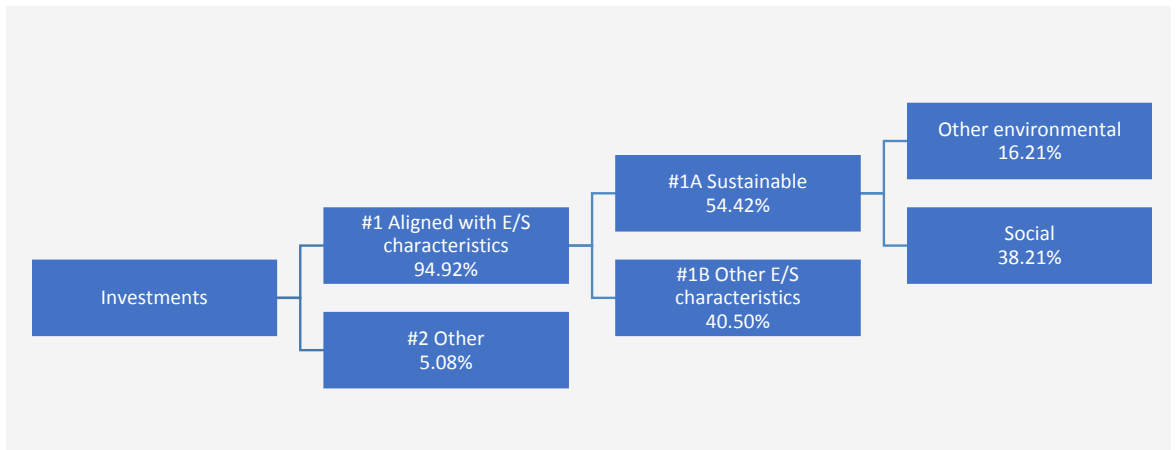 Investments
#1 Aligned with E/S
characteristics
94.92%
#2 Other
5.08%
#1A Sustainable
54.42%
#1B Other E/S
characteristics
40.50%
Other environmental
16.21%
Social
38.21%